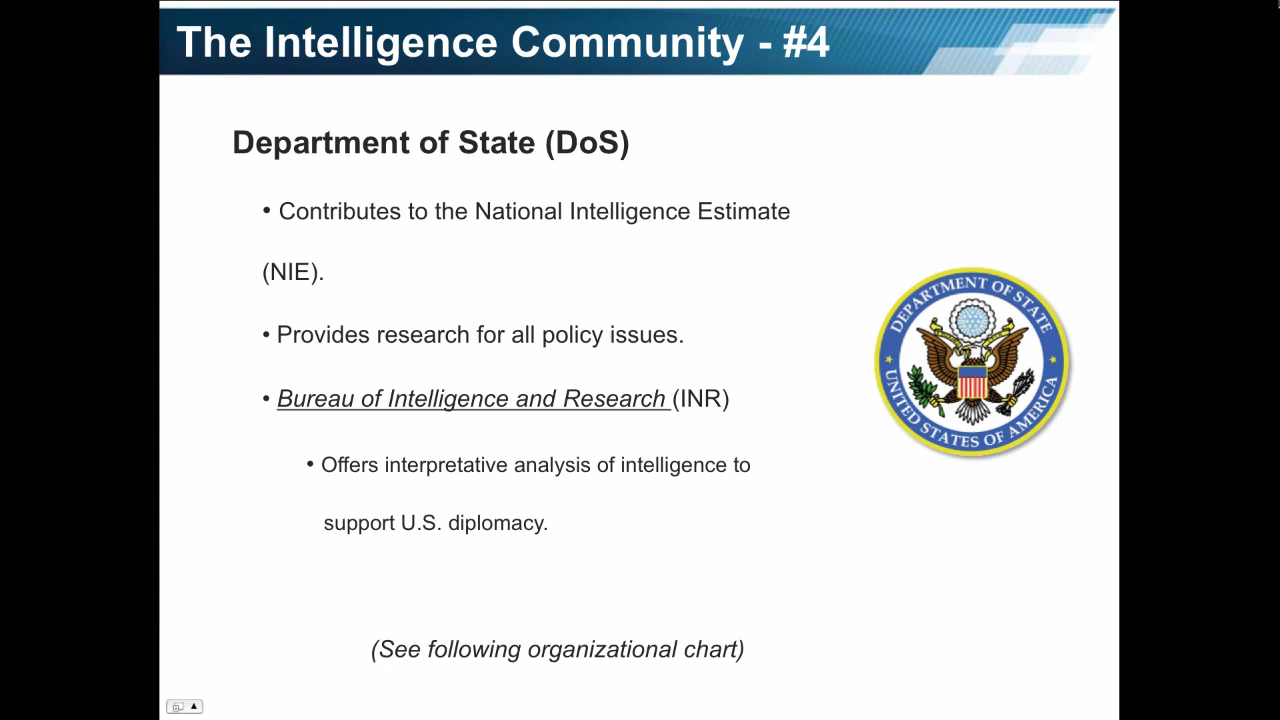 The Intelligence Community - #4
Department of State (DoS)
• Contributes to the National Intelligence Estimate
(NIE).
• Provides research for all policy issues.
• Bureau of Intelligence and Research (INR)
• Offers interpretative analysis of intelligence to
support U.S. diplomacy.
DEPARTMENT OF STATE
UNITED STATES OF AMERICA
(See following organizational chart)